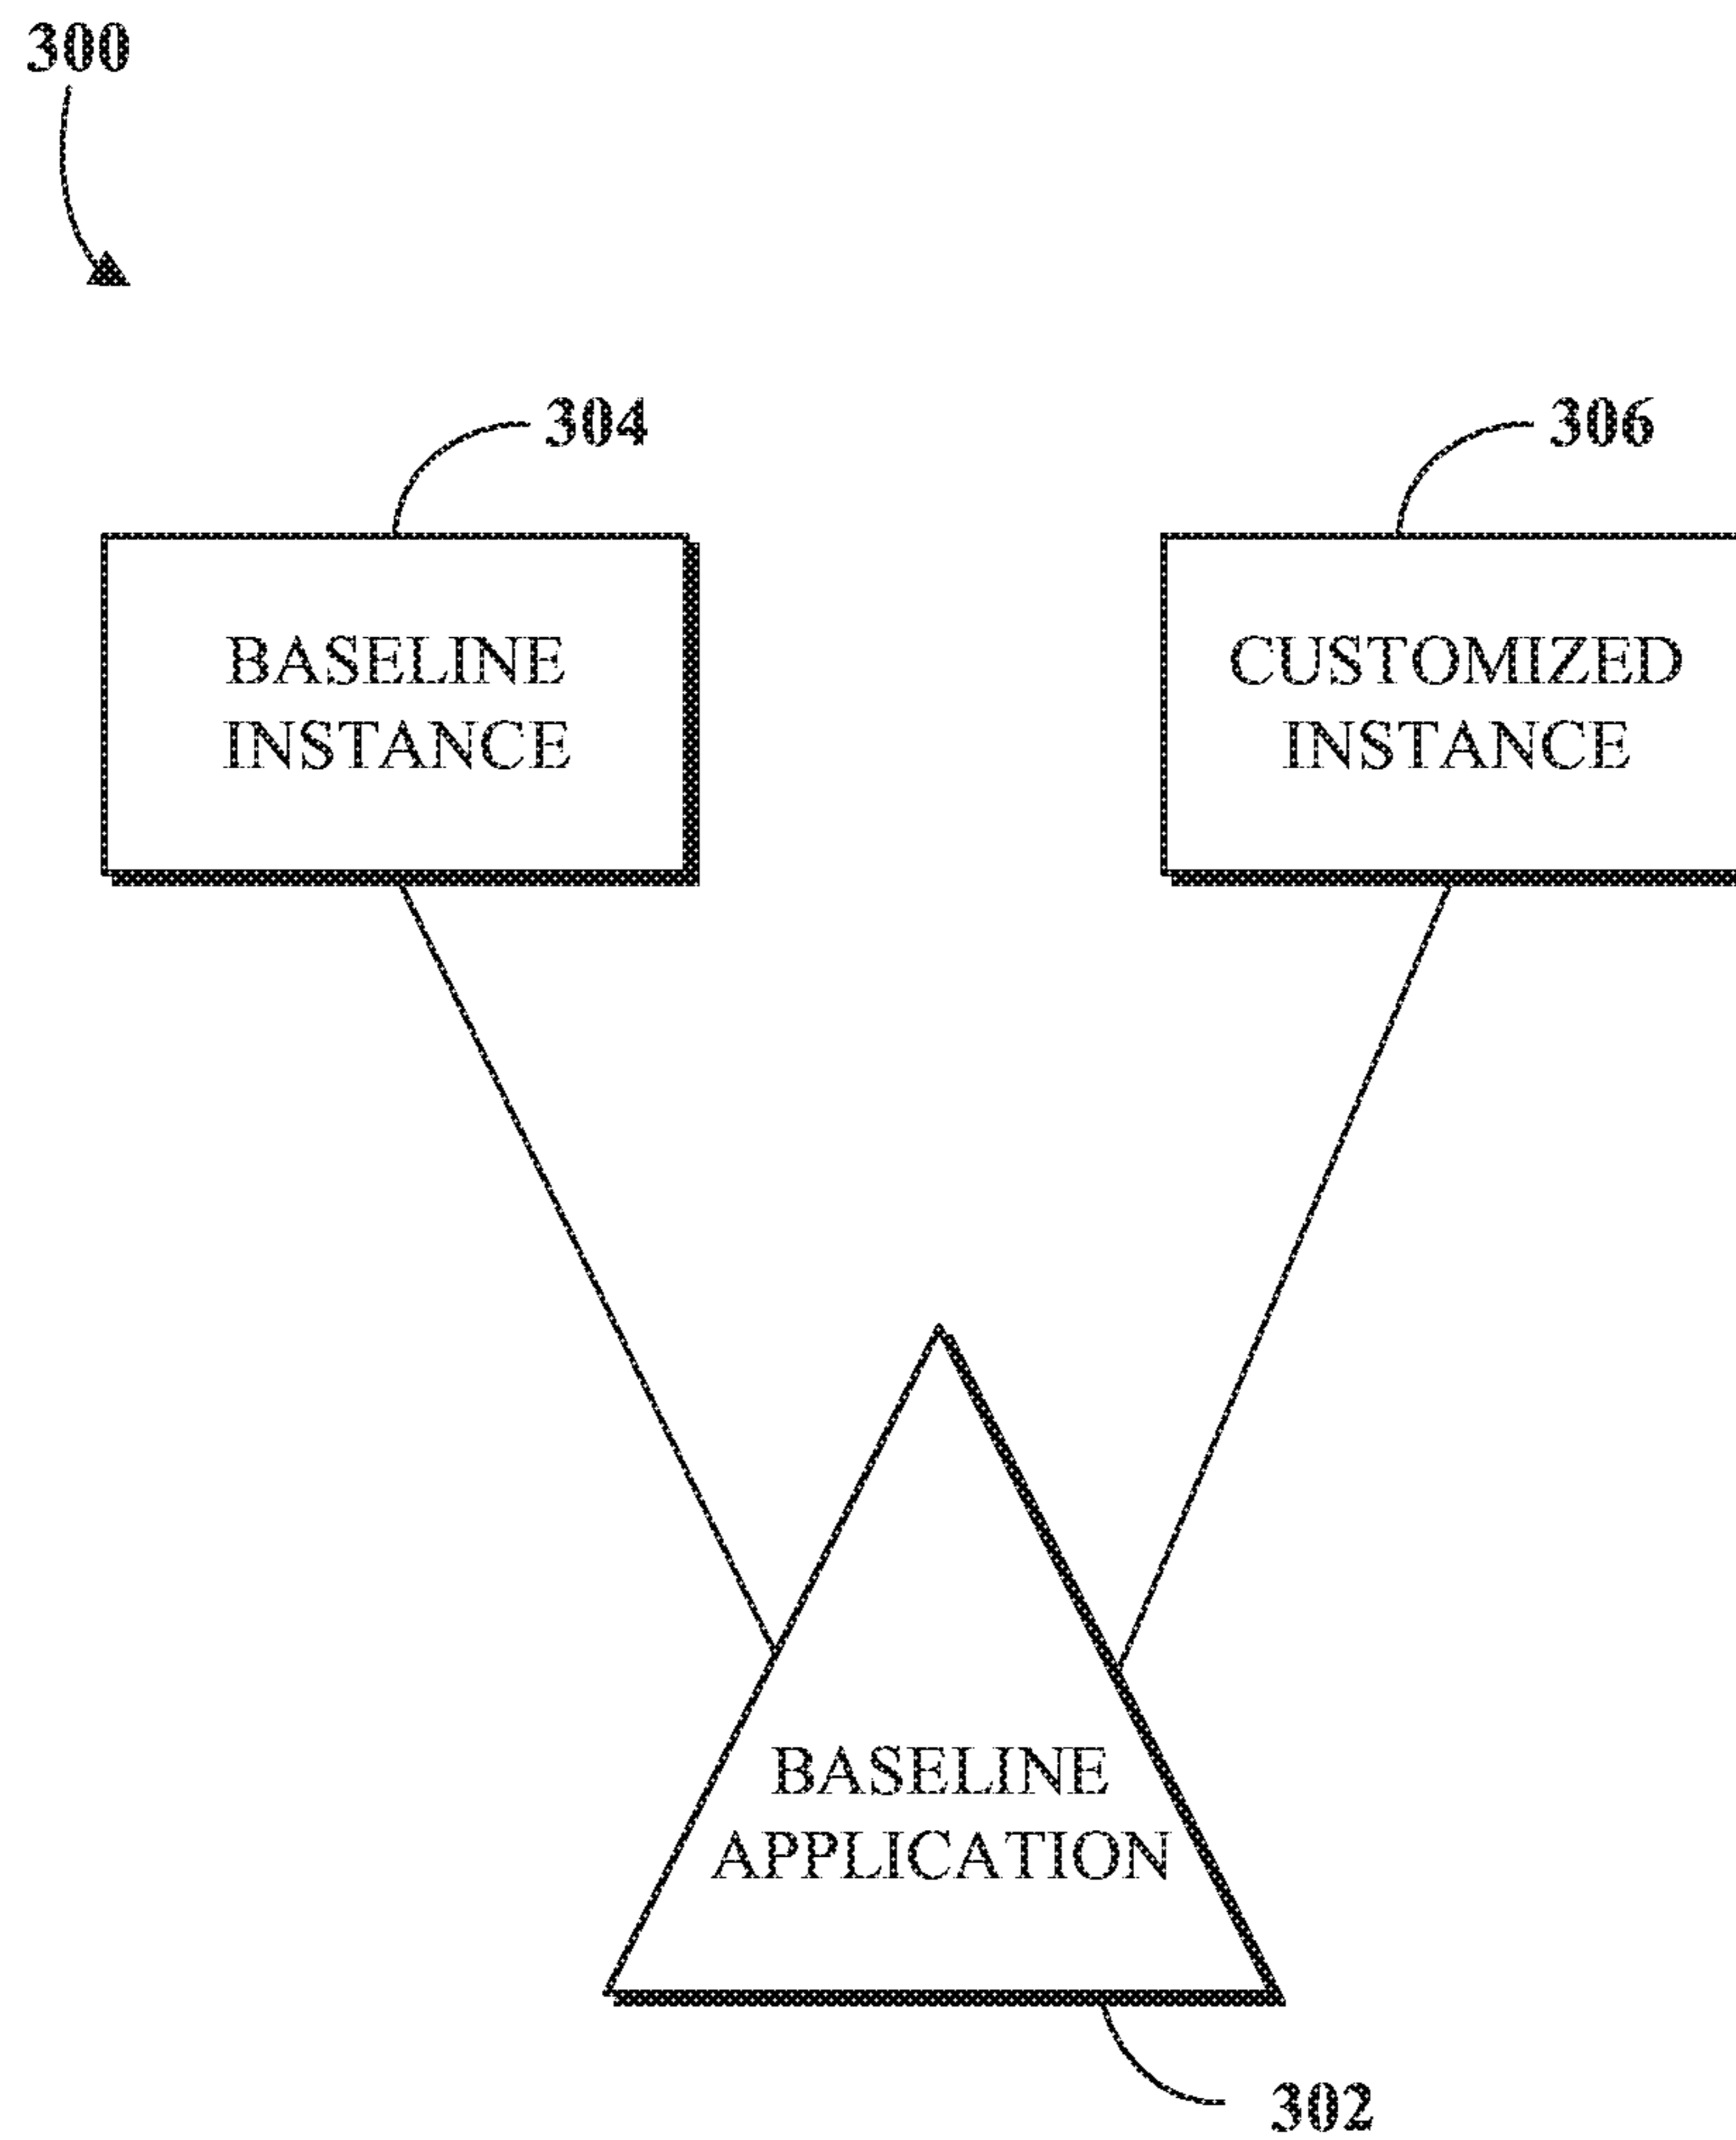 300
304
306
BASELINE
INSTANCE
CUSTOMIZED
INSTANCE
BASELINE
APPLICATION
302